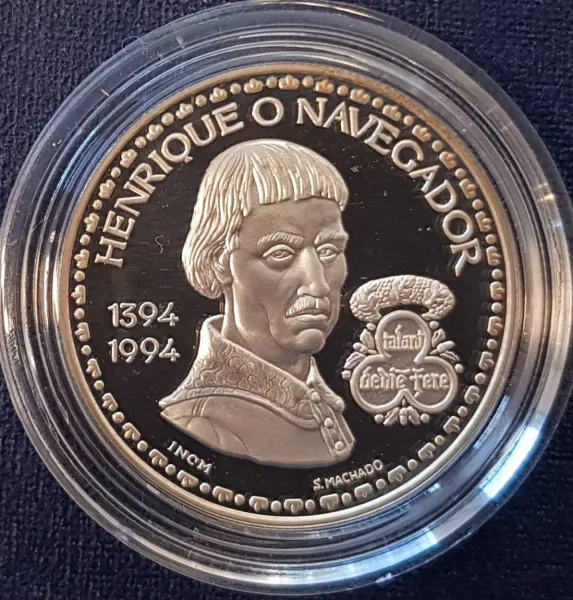 HENRIQUE O NAVEGADOR
1394
1994
talant
de bie fere
INCM
S. MACHADO